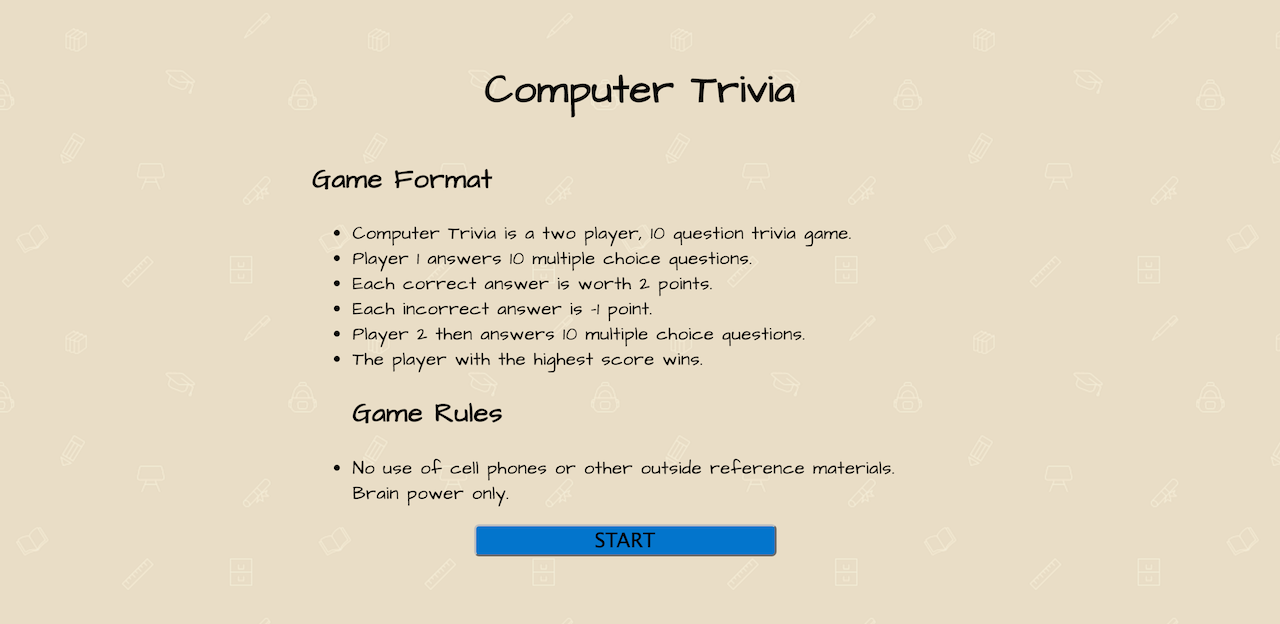 Computer Trivia
Game Format
• Computer Trivia is a two player, 10 question trivia game.
• Player 1 answers 10 multiple choice questions.
• Each correct answer is worth 2 points.
• Each incorrect answer is -1 point.
• Player 2 then answers 10 multiple choice questions.
• The player with the highest score wins.
Game Rules
• No use of cell phones or other outside reference materials.
Brain power only.
START